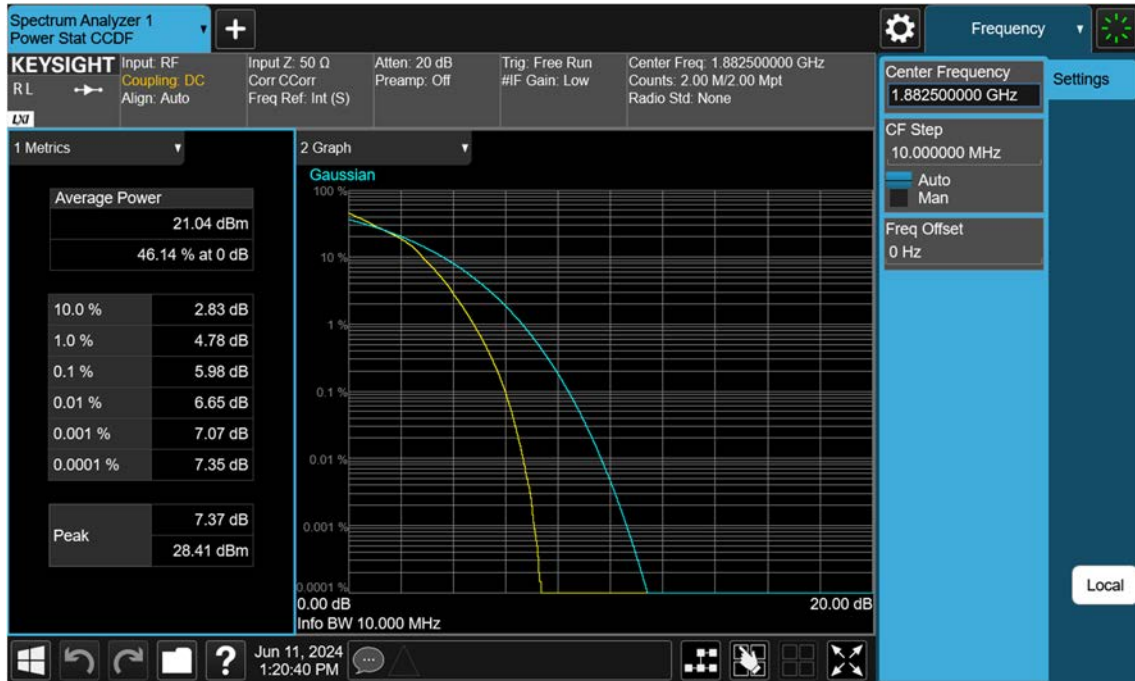 Spectrum Analyzer 1
Power Stat CCDF
Frequency
KEYSIGHT
RL
LXI
Input: RF
Coupling: DC
Align: Auto
Input Z: 50 Ω
Corr CCorr
Freq Ref: Int (S)
Atten: 20 dB
Preamp: Off
Trig: Free Run
#IF Gain: Low
Center Freq: 1.882500000 GHz
Counts: 2.00 M/2.00 Mpt
Radio Std: None
Center Frequency
1.882500000 GHz
Settings
CF Step
10.000000 MHz
Auto
Man
Freq Offset
0 Hz
Local
1 Metrics
Average Power
21.04 dBm
46.14 % at 0 dB
10.0 % 2.83 dB
1.0 % 4.78 dB
0.1 % 5.98 dB
0.01 % 6.65 dB
0.001 % 7.07 dB
0.0001 % 7.35 dB
Peak
7.37 dB
28.41 dBm
2 Graph
Gaussian
100 %
10 %
1 %
0.1 %
0.01 %
0.001 %
0.0001 %
0.00 dB
20.00 dB
Info BW 10.000 MHz
?
Jun 11, 2024
1:20:40 PM